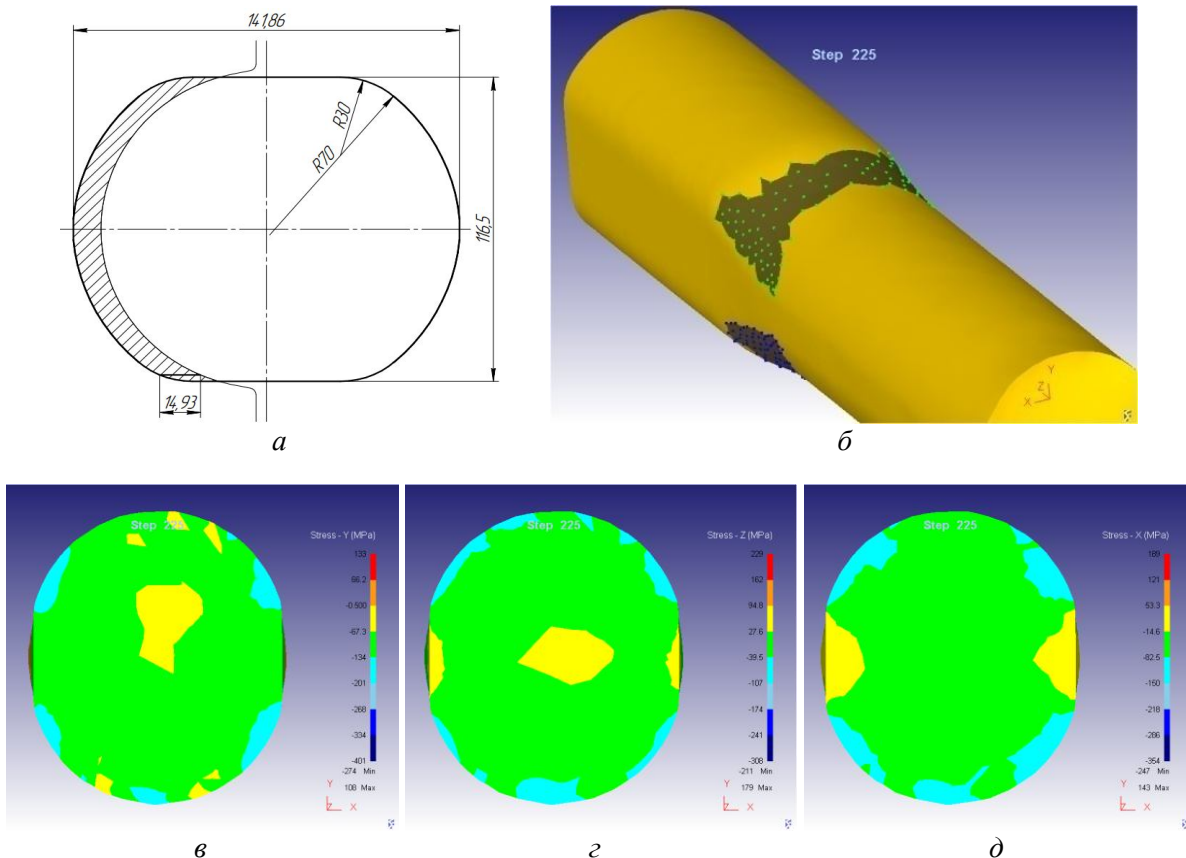 141,86
R30
R70
116,5
14,93
а
Step 225
Y
Z
X
б
Step 225
Stress - Y (MPa)
133
66.2
-0.500
-67.3
-134
-201
-268
-334
-401
-274 Min
108 Max
Y
Z X
в
Step 225
Stress - Z (MPa)
229
162
94.8
27.6
-39.5
-107
-174
-241
-308
-211 Min
179 Max
Y
Z X
г
Step 225
Stress - X (MPa)
189
121
53.3
-14.6
-82.5
-150
-218
-286
-354
-247 Min
143 Max
Y
Z X
д